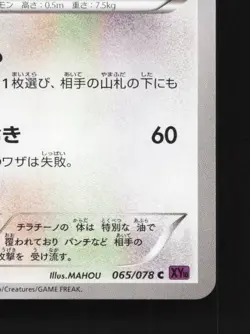 モン 高さ：0.5m 重さ：7.5kg
1枚選び、相手の山札の下にも
き 60
のワザは失敗。
チラチーノの 体は 特別な 油で
覆われており パンチなど 相手の
攻撃を 受け流す。
Illus.MAHOU 065/078 C XY6
/Creatures/GAME FREAK.